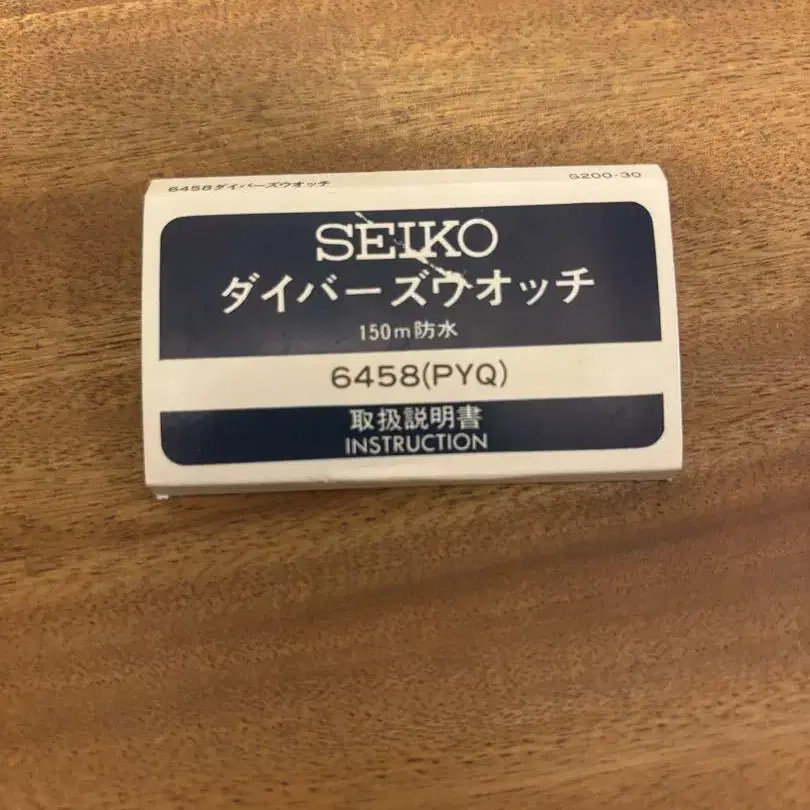 6458ダイバーズウオッチ
G200-30
SEIKO
ダイバーズウオッチ
150m防水
6458(PYQ)
取扱説明書
INSTRUCTION